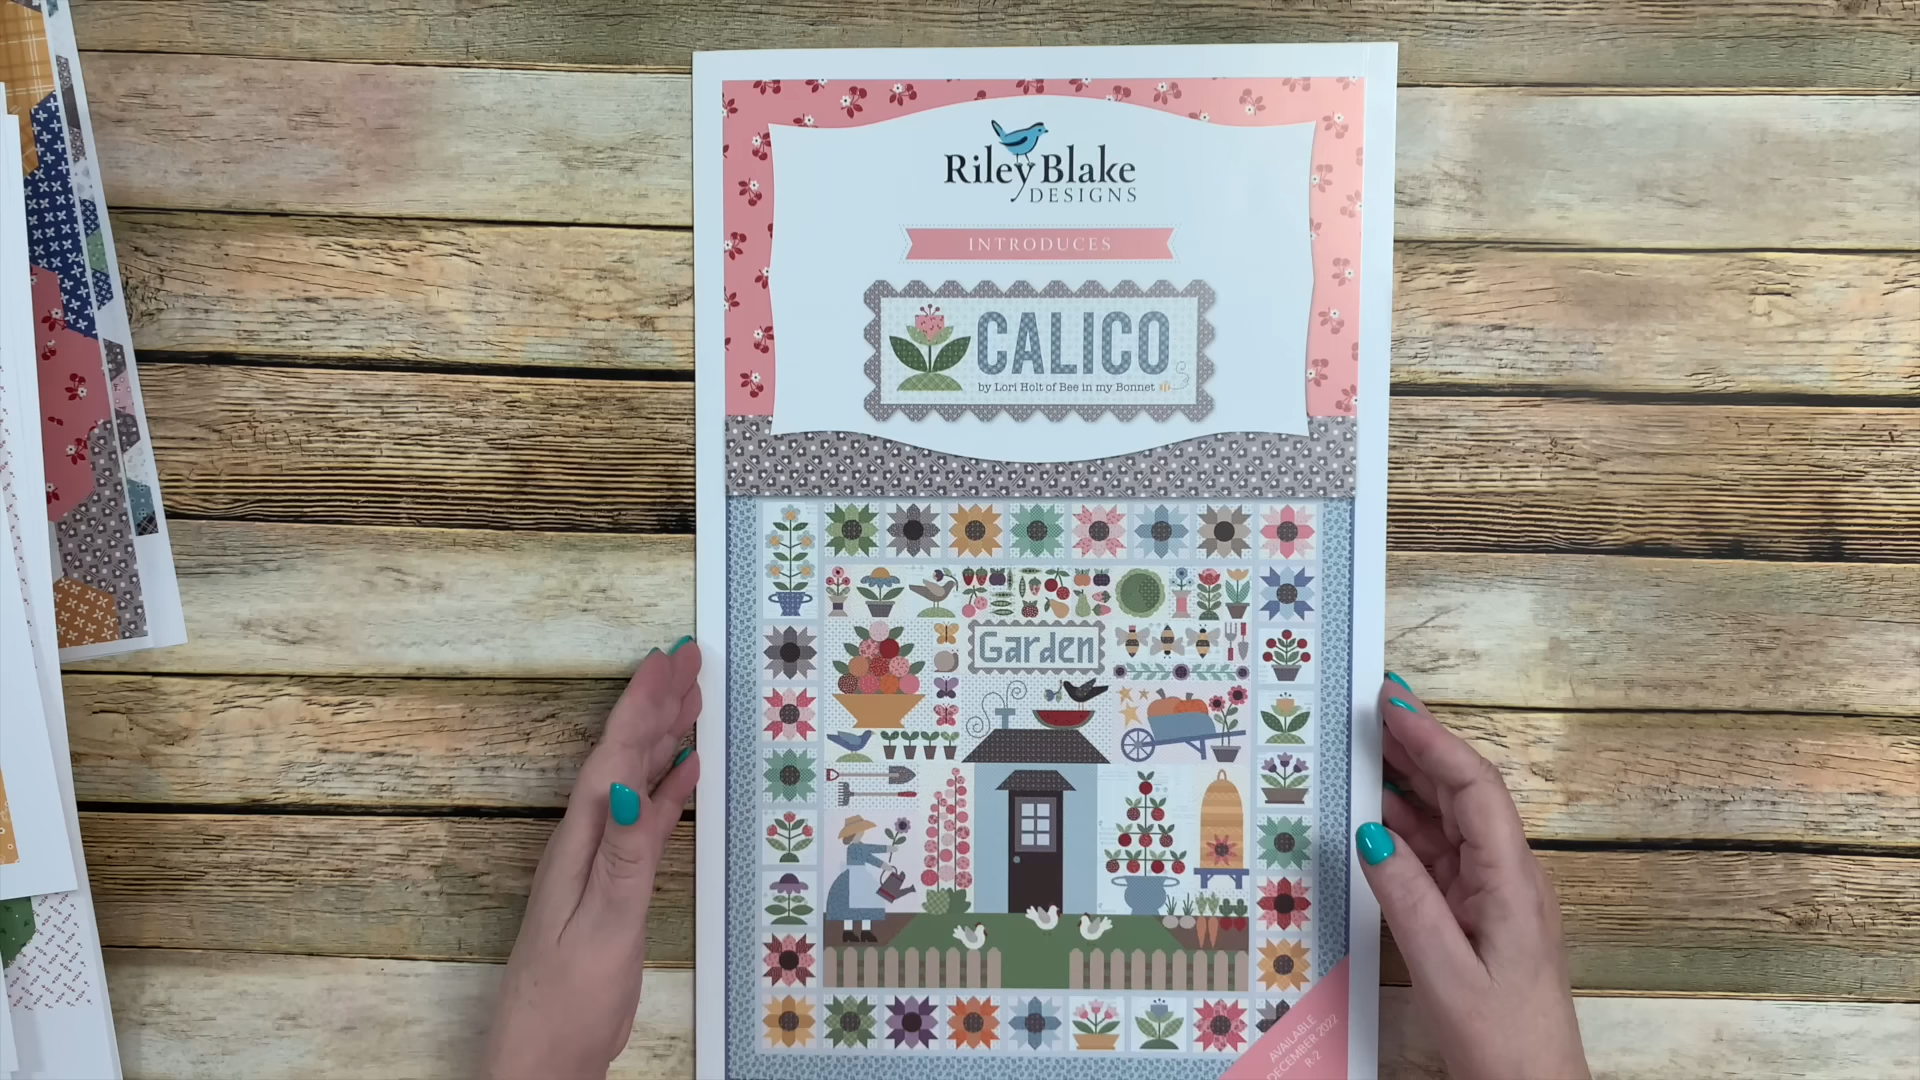 Riley Blake
DESIGNS
INTRODUCES
CALICO
by Lori Holt of Bee in my Bonnet
Garden
AVAILABLE
DECEMBER 2022
R-2